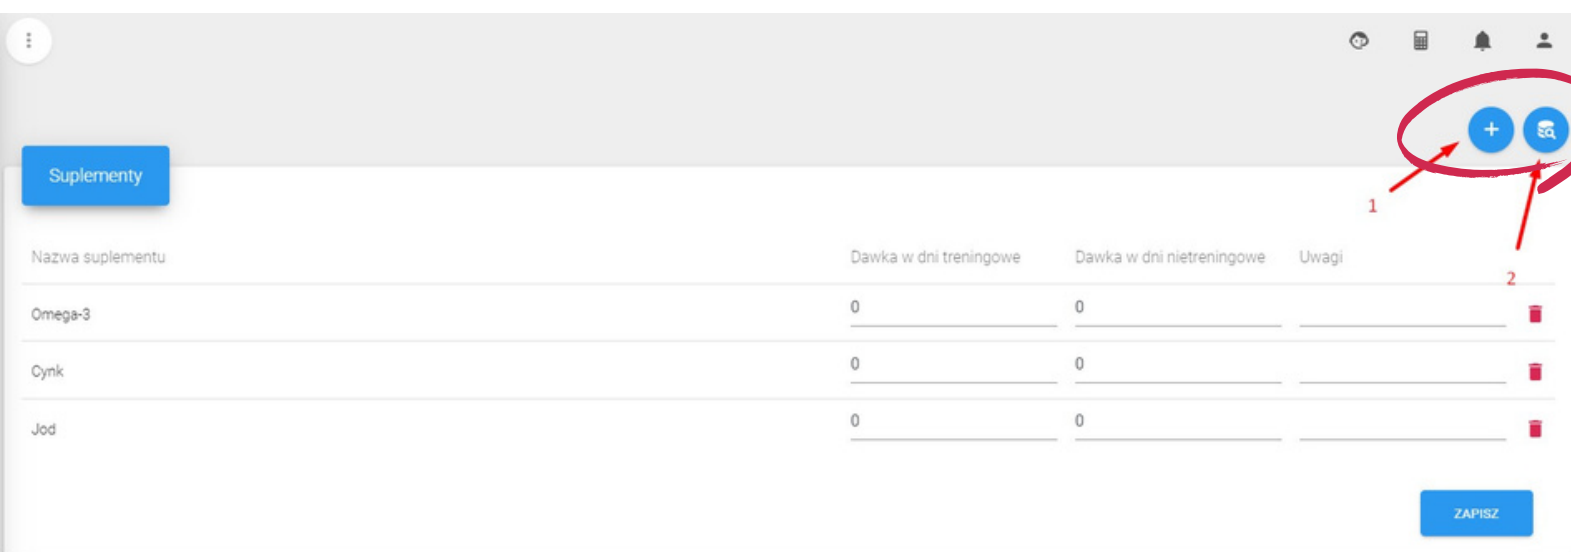 Suplementy
1
Nazwa suplementu Dawka w dni treningowe Dawka w dni nietreningowe Uwagi
2
Omega-3 0 0
Cynk 0 0
Jod 0 0
ZAPISZ